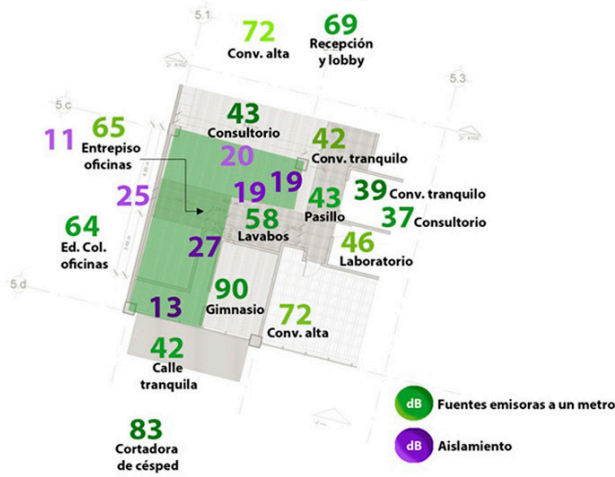 5.1
72
Conv. alta
69
Recepción
y lobby
5.3
5.c
11
65
Entrepiso
oficinas
43
Consultorio
20
42
Conv. tranquilo
25
19
19
43
Pasillo
39
Conv. tranquilo
37
Consultorio
64
Ed. Col.
oficinas
58
Lavabos
27
46
Laboratorio
5.d
13
90
Gimnasio
72
Conv. alta
42
Calle
tranquila
83
Cortadora
de césped
dB
Fuentes emisoras a un metro
dB
Aislamiento